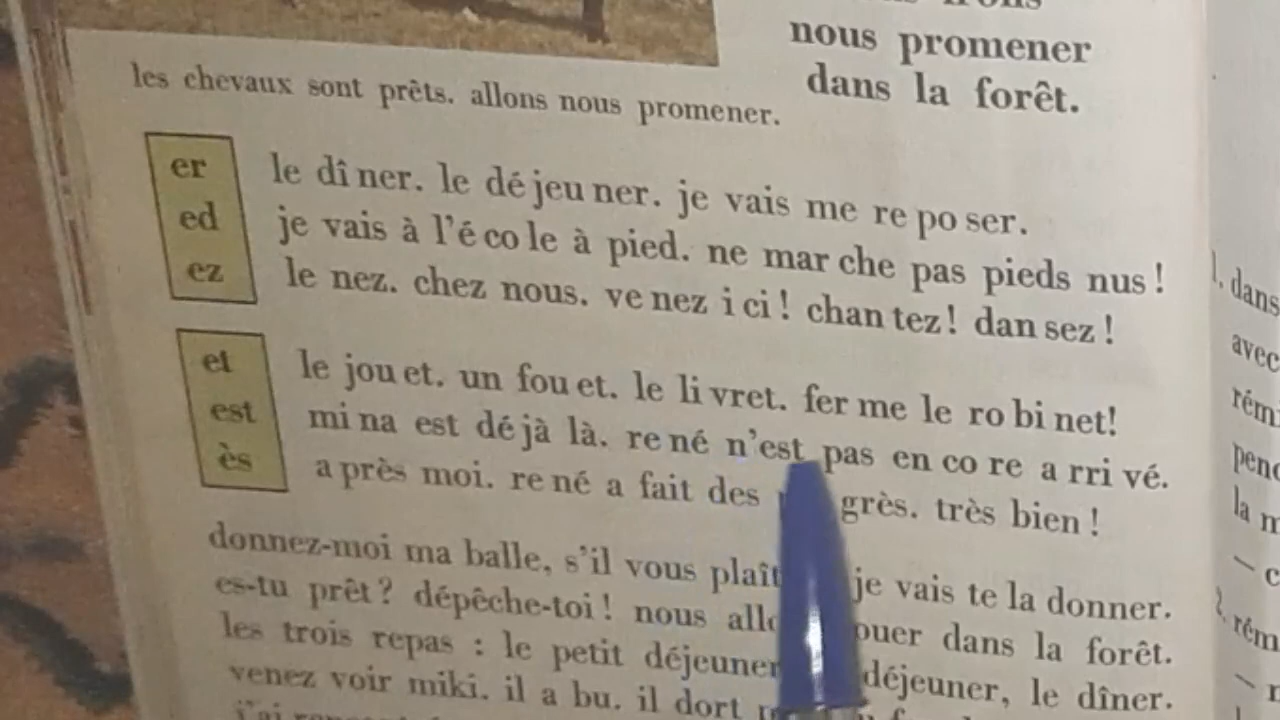 nous promener
dans la forêt.
les chevaux sont prêts. allons nous promener.
er le dî ner. le dé jeu ner. je vais me re po ser.
ed je vais à l'é co le à pied. ne mar che pas pieds nus !
ez le nez. chez nous. ve nez i ci ! chan tez ! dan sez !
et le jou et. un fou et. le li vret. fer me le ro bi net!
est mi na est dé jà là. re né n'est pas en co re a rri vé.
ès a près moi. re né a fait des grès. très bien !
donnez-moi ma balle, s'il vous plaît je vais te la donner.
es-tu prêt ? dépêche-toi ! nous dans la forêt.
les trois repas : le petit déjeuner déjeuner, le dîner.
venez voir miki. il a bu. il dort
1. dans
avec
rém
la